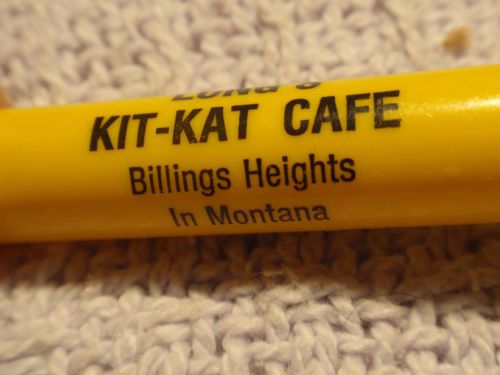 KIT-KAT CAFE
Billings Heights
In Montana